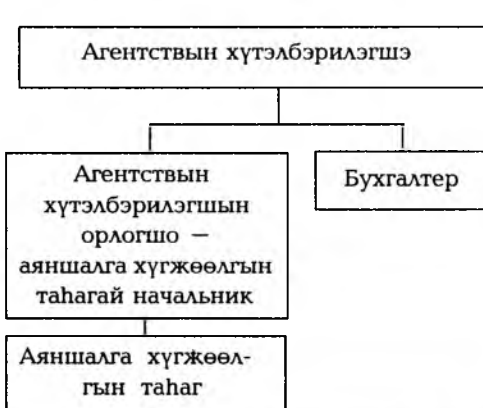 Агентствын хүтэлбэрилэгшэ
Агентствын
хүтэлбэрилэгшын
орлогшо —
аяншалга хүгжөөлгын
таһагай начальник
Бухгалтер
Аяншалга хүгжөөл-
гын таһаг